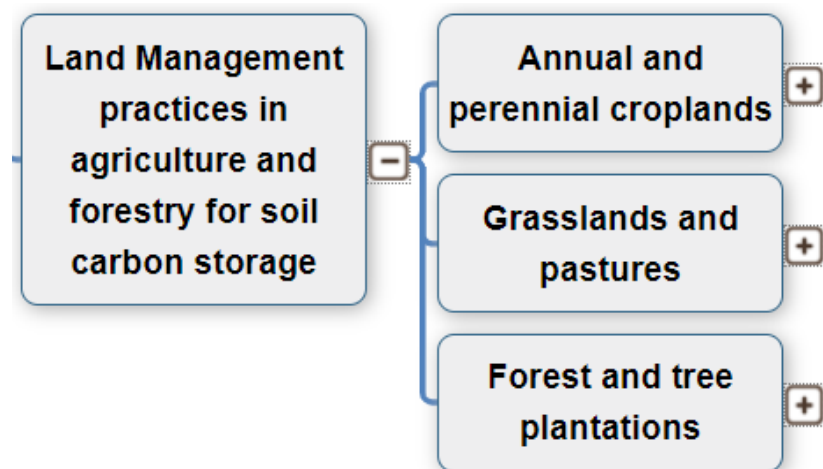 Land Management
practices in
agriculture and
forestry for soil
carbon storage
Annual and
perennial croplands
Grasslands and
pastures
Forest and tree
plantations